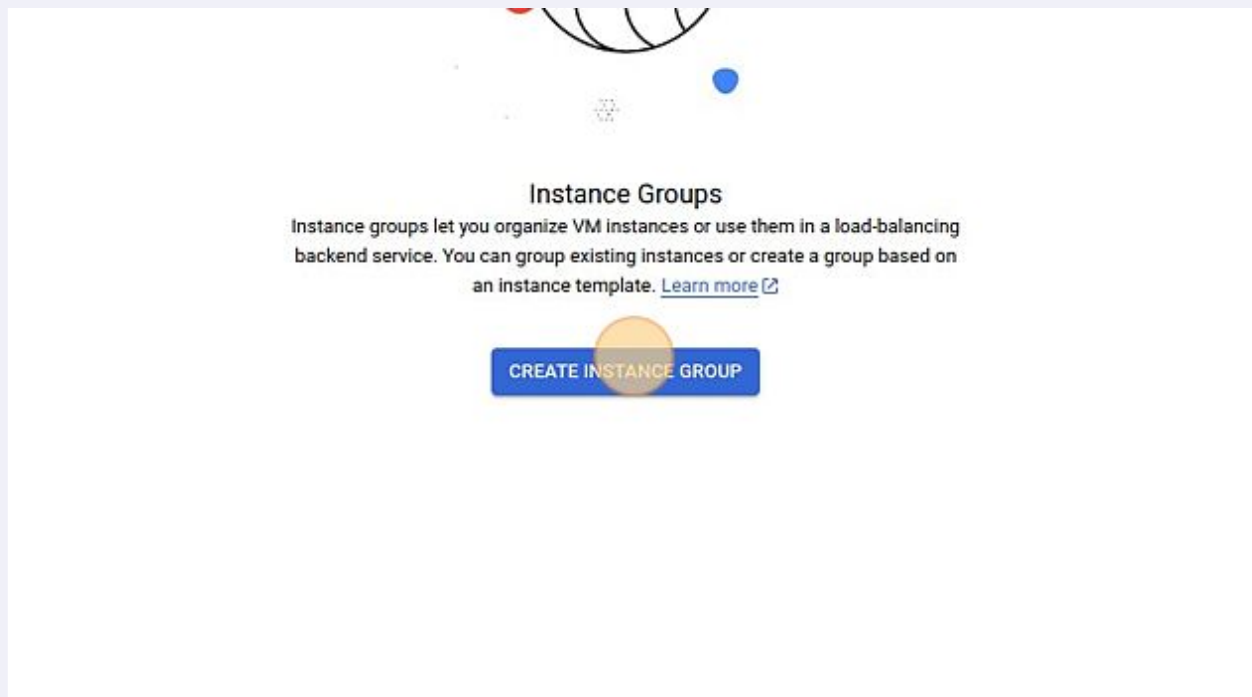 Instance Groups
Instance groups let you organize VM instances or use them in a load-balancing
backend service. You can group existing instances or create a group based on
an instance template. Learn more
CREATE INSTANCE GROUP